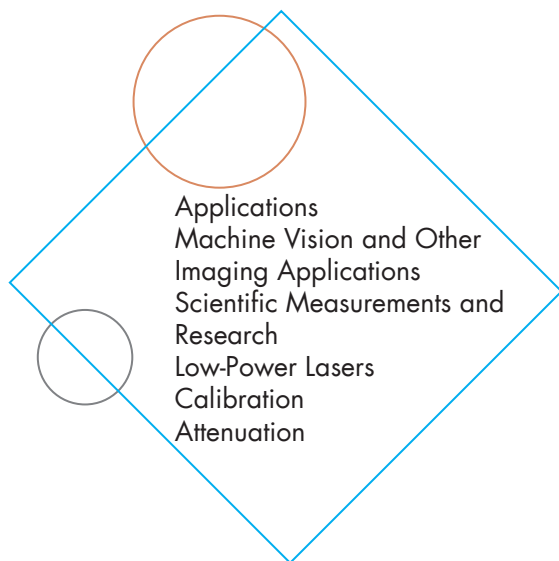 Applications
Machine Vision and Other
Imaging Applications
Scientific Measurements and
Research
Low-Power Lasers
Calibration
Attenuation